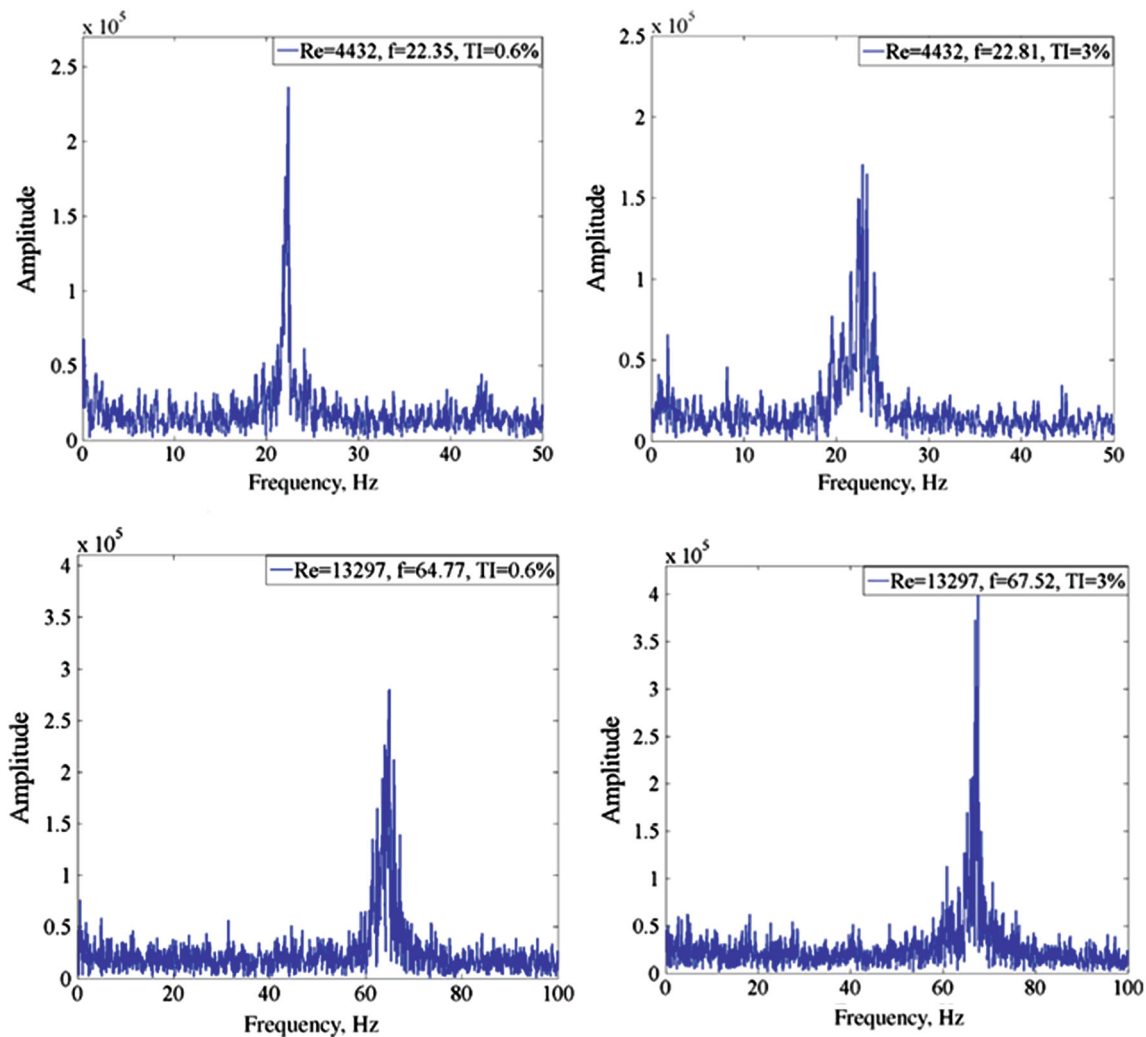 x 10^5
Re=4432, f=22.35, TI=0.6%
2.5
2
1.5
1
0.5
0
0 10 20 30 40 50
Amplitude
Frequency, Hz
2.5 x 10^5
Re=4432, f=22.81, TI=3%
2
1.5
1
0.5
0
0 10 20 30 40 50
Amplitude
Frequency, Hz
x 10^5
4
Re=13297, f=64.77, TI=0.6%
3.5
3
2.5
2
1.5
1
0.5
0
0 20 40 60 80 100
Amplitude
Frequency, Hz
x 10^5
Re=13297, f=67.52, TI=3%
4
3.5
3
2.5
2
1.5
1
0.5
0
0 20 40 60 80 100
Amplitude
Frequency, Hz